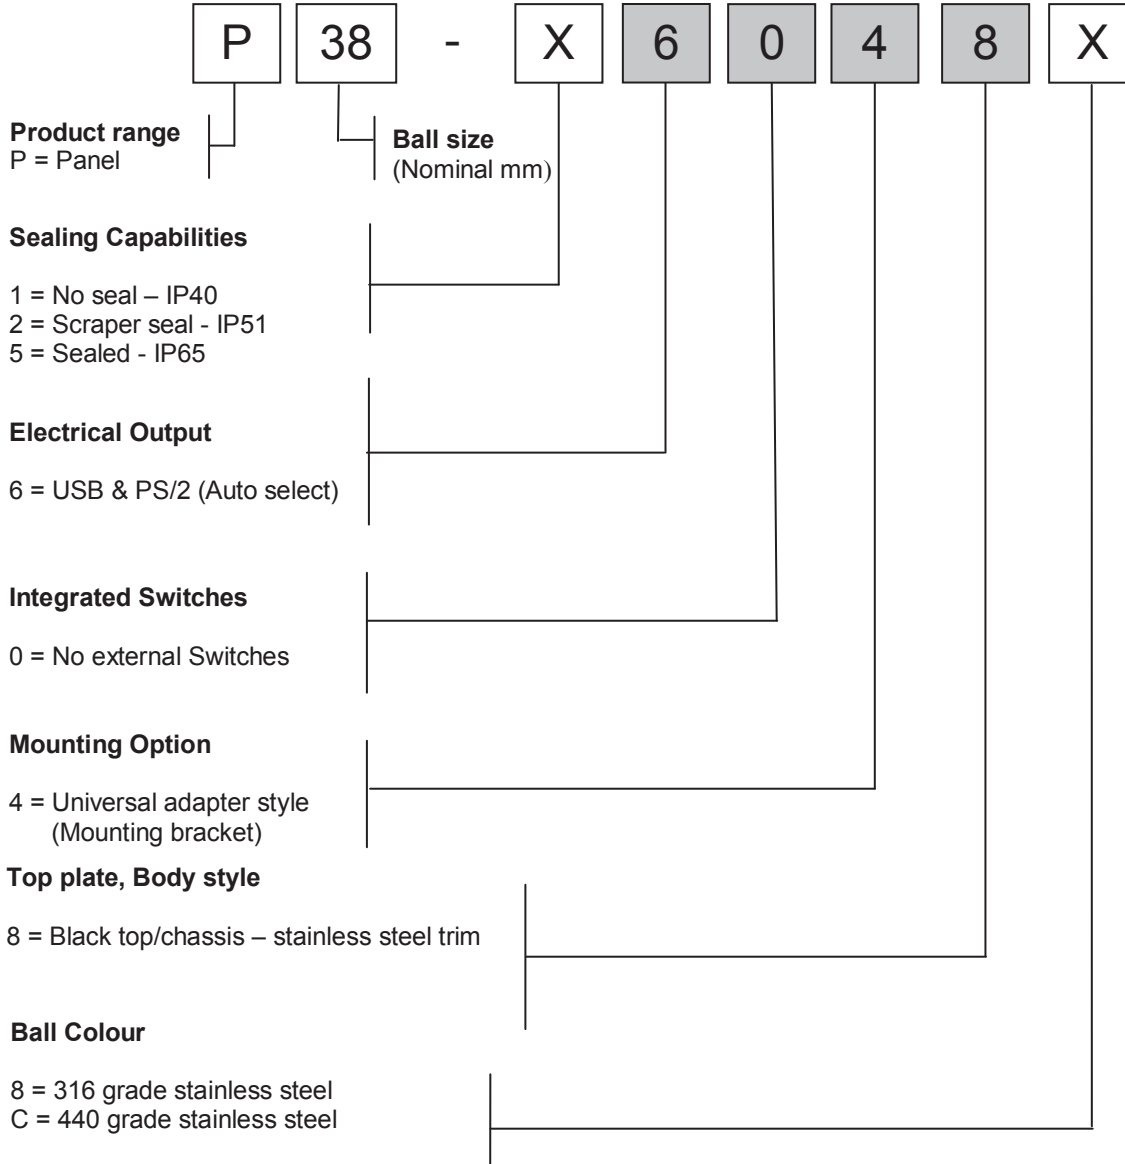 P 38 - X 6 0 4 8 X
Product range
P = Panel
Ball size
(Nominal mm)
Sealing Capabilities
1 = No seal – IP40
2 = Scraper seal - IP51
5 = Sealed - IP65
Electrical Output
6 = USB & PS/2 (Auto select)
Integrated Switches
0 = No external Switches
Mounting Option
4 = Universal adapter style
(Mounting bracket)
Top plate, Body style
8 = Black top/chassis – stainless steel trim
Ball Colour
8 = 316 grade stainless steel
C = 440 grade stainless steel